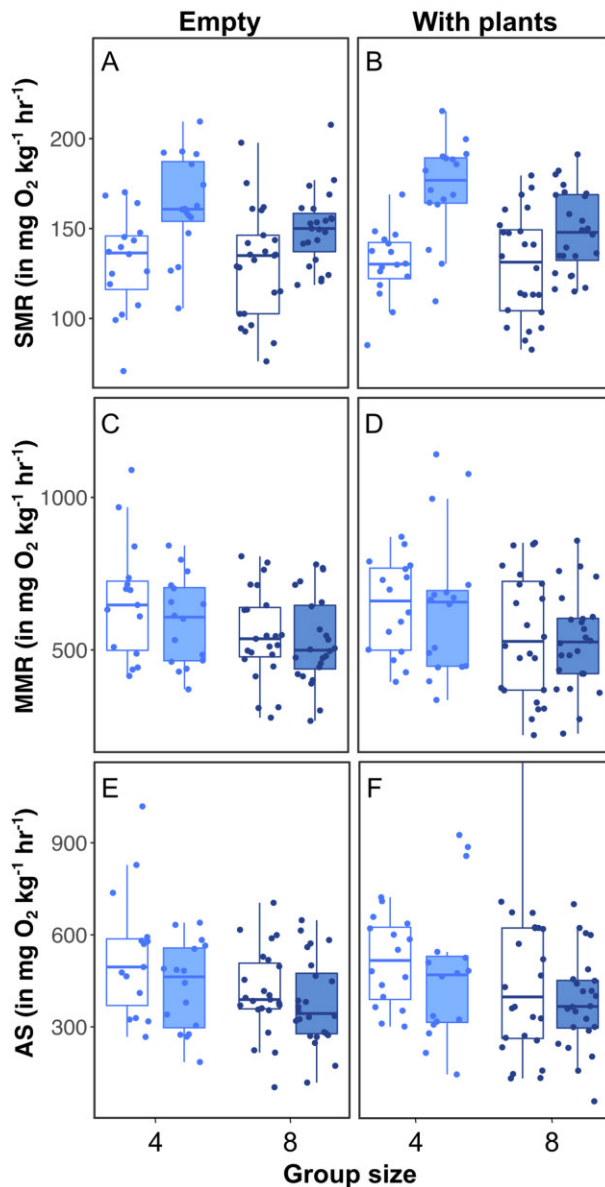 Empty With plants
A B
200
150
100
SMR (in mg O₂ kg⁻¹ hr⁻¹)
C D
1000
500
MMR (in mg O₂ kg⁻¹ hr⁻¹)
E F
900
600
300
AS (in mg O₂ kg⁻¹ hr⁻¹)
4 8 4 8
Group size